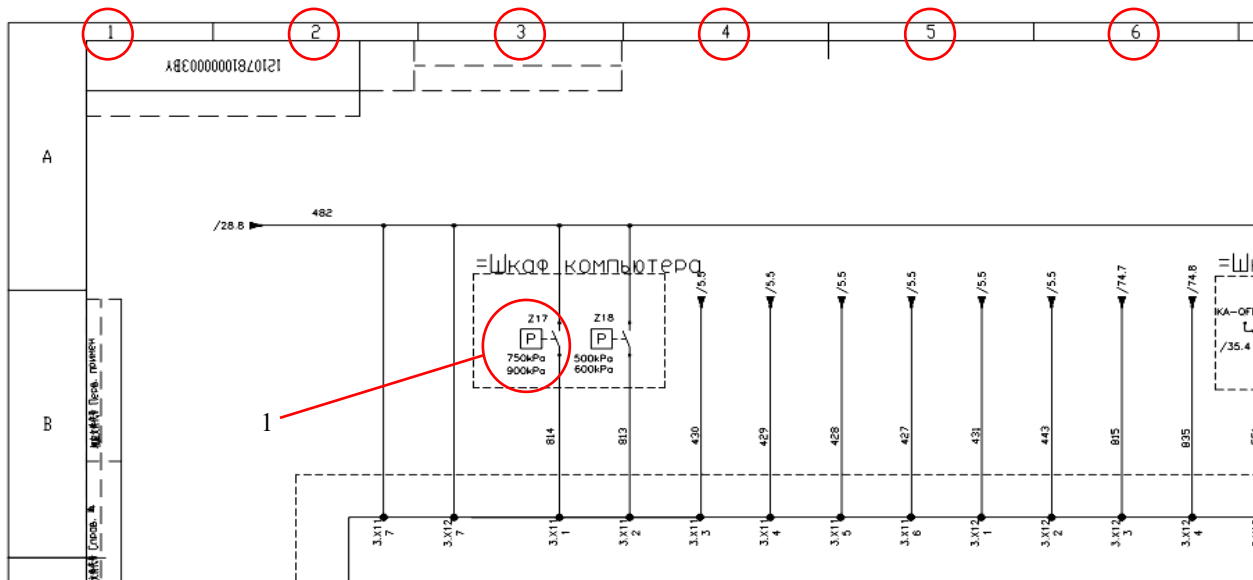 1 2 3 4 5 6
1210781000000003ВУ
A
482
/28.8
=Шкаф компьютера
=Шк
/5.5 /5.5 /5.5 /5.5 /5.5 /5.5 /74.7 /74.8
Z17 Z18
P P
750kPa 500kPa
900kPa 600kPa
/35.4
Перв. примен
B
1
814 813 430 429 428 427 431 443 815 835
Справ. №
3.X11 3.X12 3.X11 3.X11 3.X11 3.X11 3.X11 3.X11 3.X12 3.X12 3.X12 3.X12
7 7 1 2 3 4 5 6 1 2 3 4